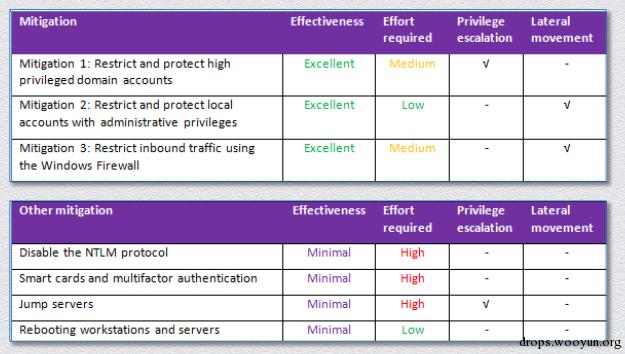 Mitigation Effectiveness Effort required Privilege escalation Lateral movement
Mitigation 1: Restrict and protect high privileged domain accounts Excellent Medium √ -
Mitigation 2: Restrict and protect local accounts with administrative privileges Excellent Low - √
Mitigation 3: Restrict inbound traffic using the Windows Firewall Excellent Medium - √
Other mitigation Effectiveness Effort required Privilege escalation Lateral movement
Disable the NTLM protocol Minimal High - -
Smart cards and multifactor authentication Minimal High - -
Jump servers Minimal High √ -
Rebooting workstations and servers Minimal Low - -
drops.wooyun.org